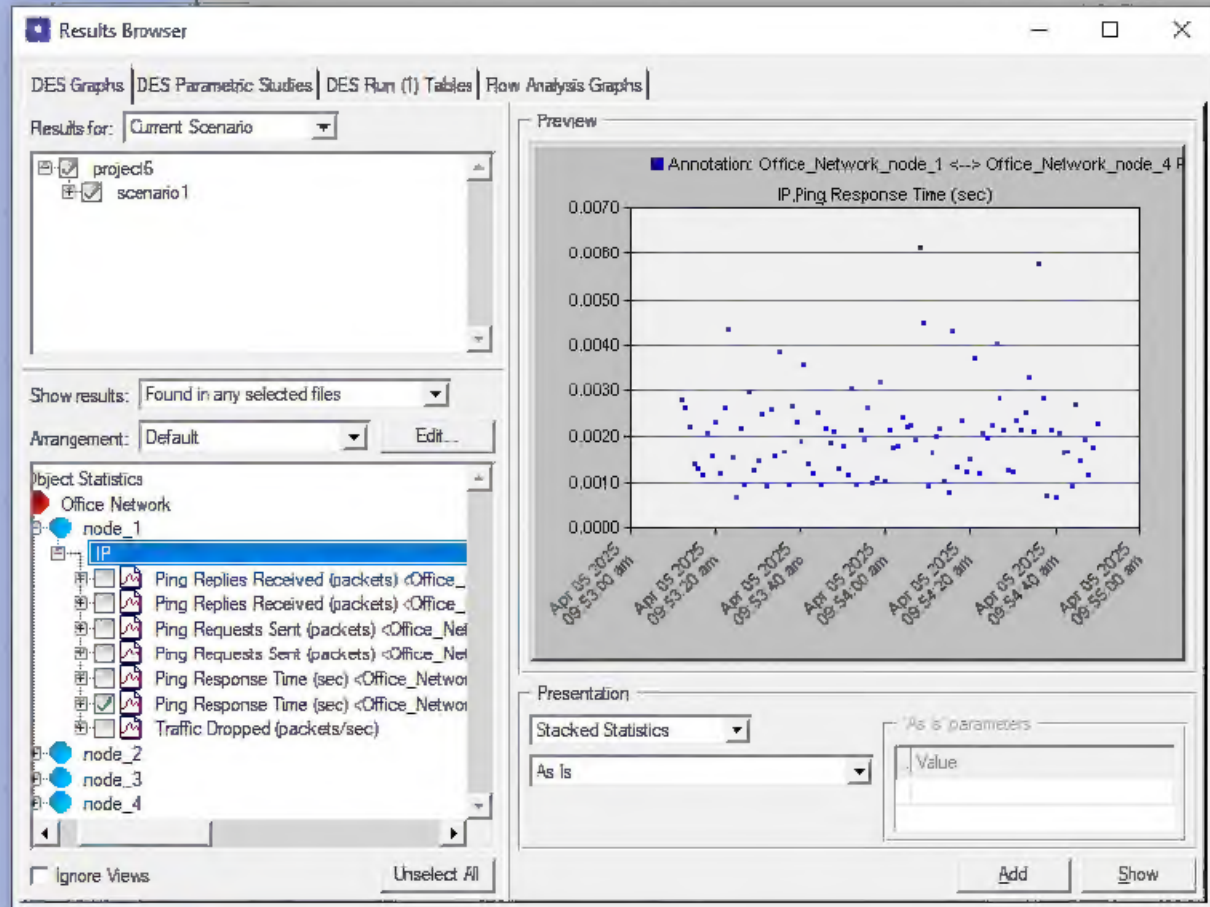 Results Browser
DES Graphs
DES Parametric Studies
DES Run (1) Tables
Flow Analysis Graphs
Results for:
Current Scenario
project6
scenario1
Show results:
Found in any selected files
Arrangement:
Default
Edit...
Object Statistics
Office Network
node_1
IP
Ping Replies Received (packets) <Office_
Ping Replies Received (packets) <Office_
Ping Requests Sent (packets) <Office_Net
Ping Requests Sent (packets) <Office_Net
Ping Response Time (sec) <Office_Networ
Ping Response Time (sec) <Office_Networ
Traffic Dropped (packets/sec)
node_2
node_3
node_4
Ignore Views
Unselect All
Preview
Annotation: Office_Network_node_1 <--> Office_Network_node_4 P
IP.Ping Response Time (sec)
0.0070
0.0060
0.0050
0.0040
0.0030
0.0020
0.0010
0.0000
Apr 05 2025
09:53:00 am
Apr 05 2025
09:53:20 am
Apr 05 2025
09:53:40 am
Apr 05 2025
09:54:00 am
Apr 05 2025
09:54:20 am
Apr 05 2025
09:54:40 am
Apr 05 2025
09:55:00 am
Presentation
Stacked Statistics
As Is
'As is' parameters
. Value
Add
Show